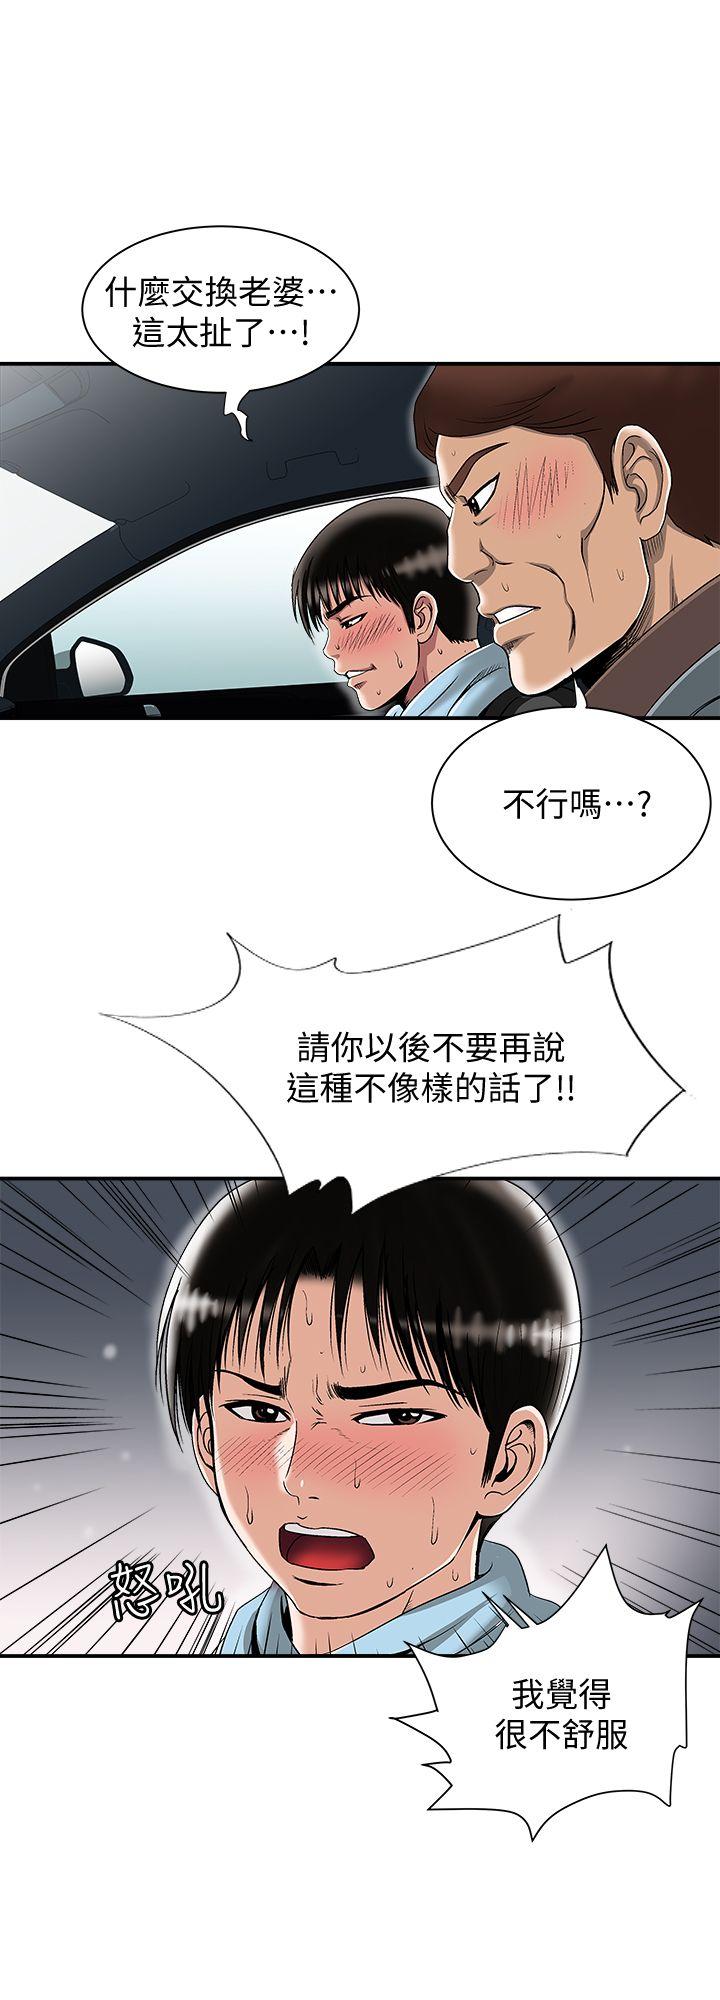 什麼交換老婆⋯
這太扯了⋯!
不行嗎⋯?
請你以後不要再說
這種不像樣的話了!!
怒吼
我覺得
很不舒服